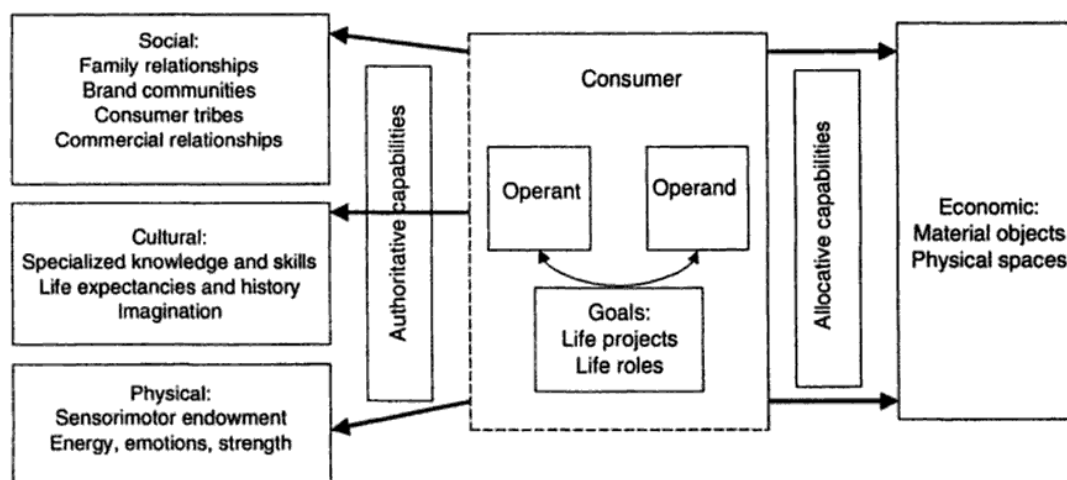 Social:
Family relationships
Brand communities
Consumer tribes
Commercial relationships
Cultural:
Specialized knowledge and skills
Life expectancies and history
Imagination
Physical:
Sensorimotor endowment
Energy, emotions, strength
Authoritative capabilities
Consumer
Operant
Operand
Goals:
Life projects
Life roles
Allocative capabilities
Economic:
Material objects
Physical spaces